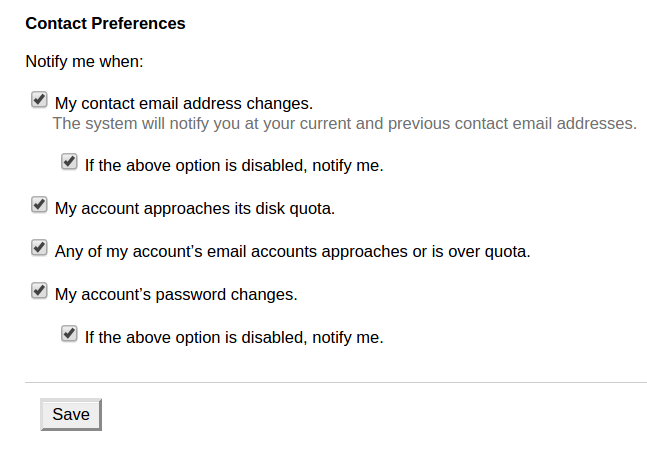 Contact Preferences
Notify me when:
My contact email address changes.
The system will notify you at your current and previous contact email addresses.
If the above option is disabled, notify me.
My account approaches its disk quota.
Any of my account’s email accounts approaches or is over quota.
My account’s password changes.
If the above option is disabled, notify me.
Save